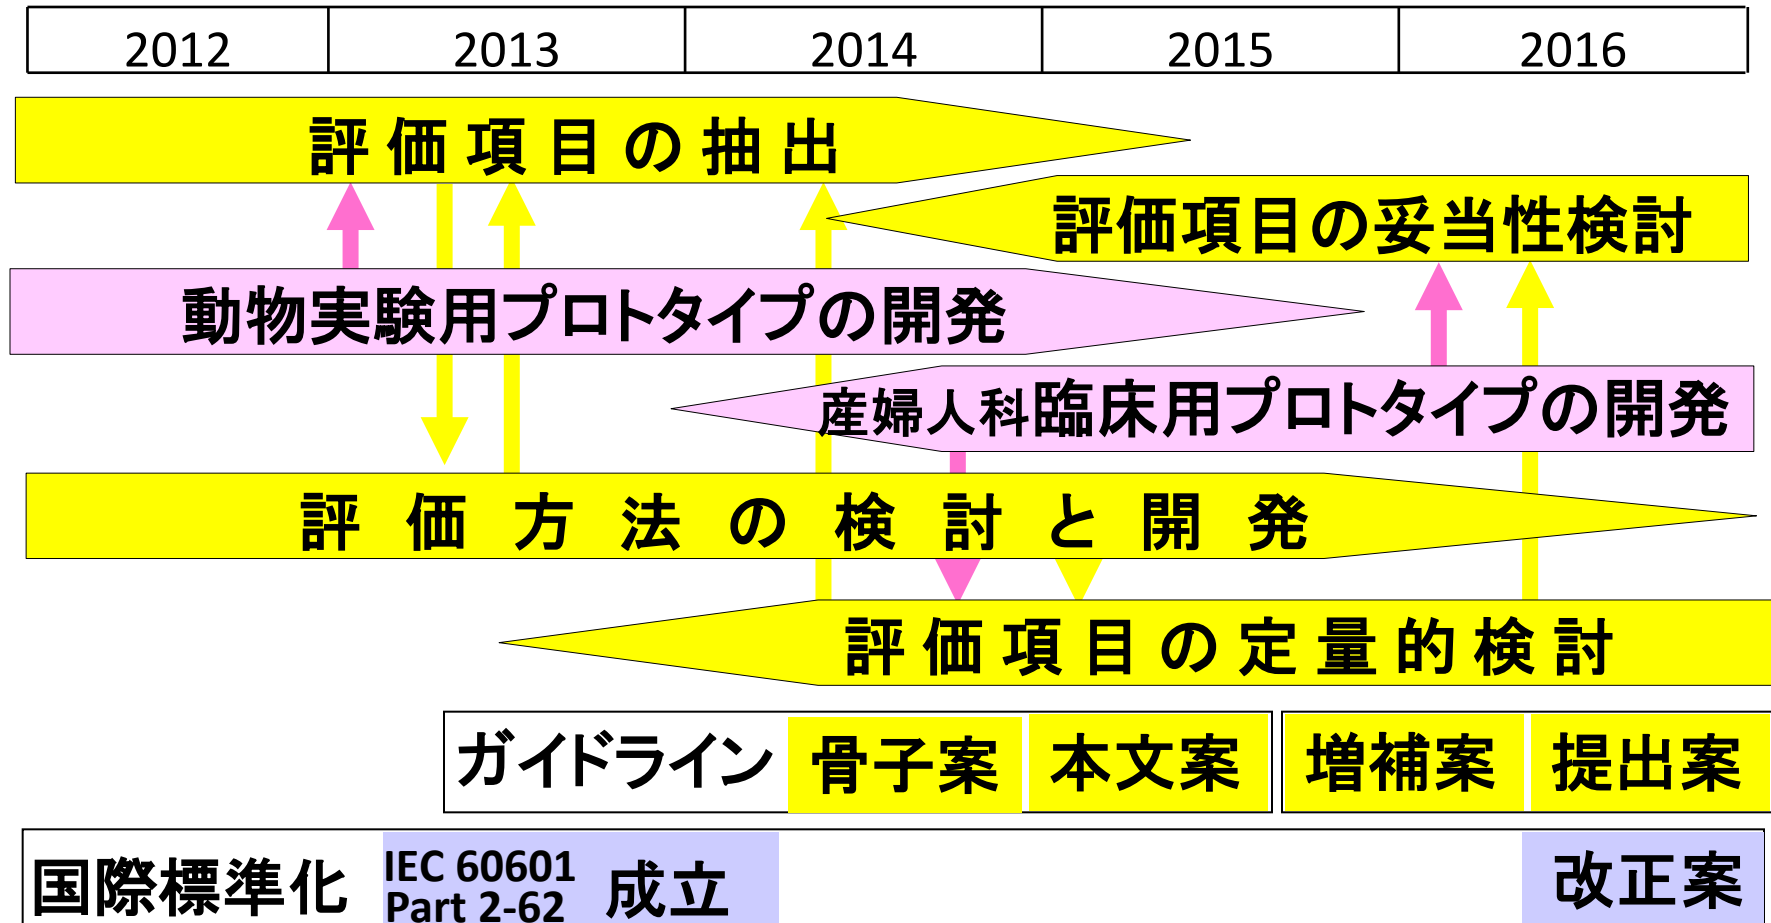 2012 2013 2014 2015 2016
評価項目の抽出
評価項目の妥当性検討
動物実験用プロトタイプの開発
産婦人科臨床用プロトタイプの開発
評価方法の検討と開発
評価項目の定量的検討
ガイドライン 骨子案 本文案 増補案 提出案
国際標準化 IEC 60601 Part 2-62 成立 改正案